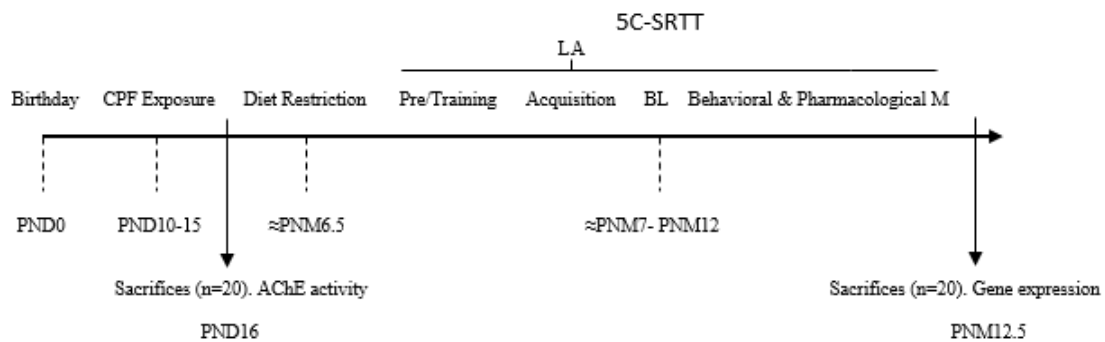 5C-SRTT
LA
Birthday CPF Exposure Diet Restriction Pre/Training Acquisition BL Behavioral & Pharmacological M
PND0 PND10-15 ≈PNM6.5 ≈PNM7- PNM12
Sacrifices (n=20). AChE activity Sacrifices (n=20). Gene expression
PND16 PNM12.5